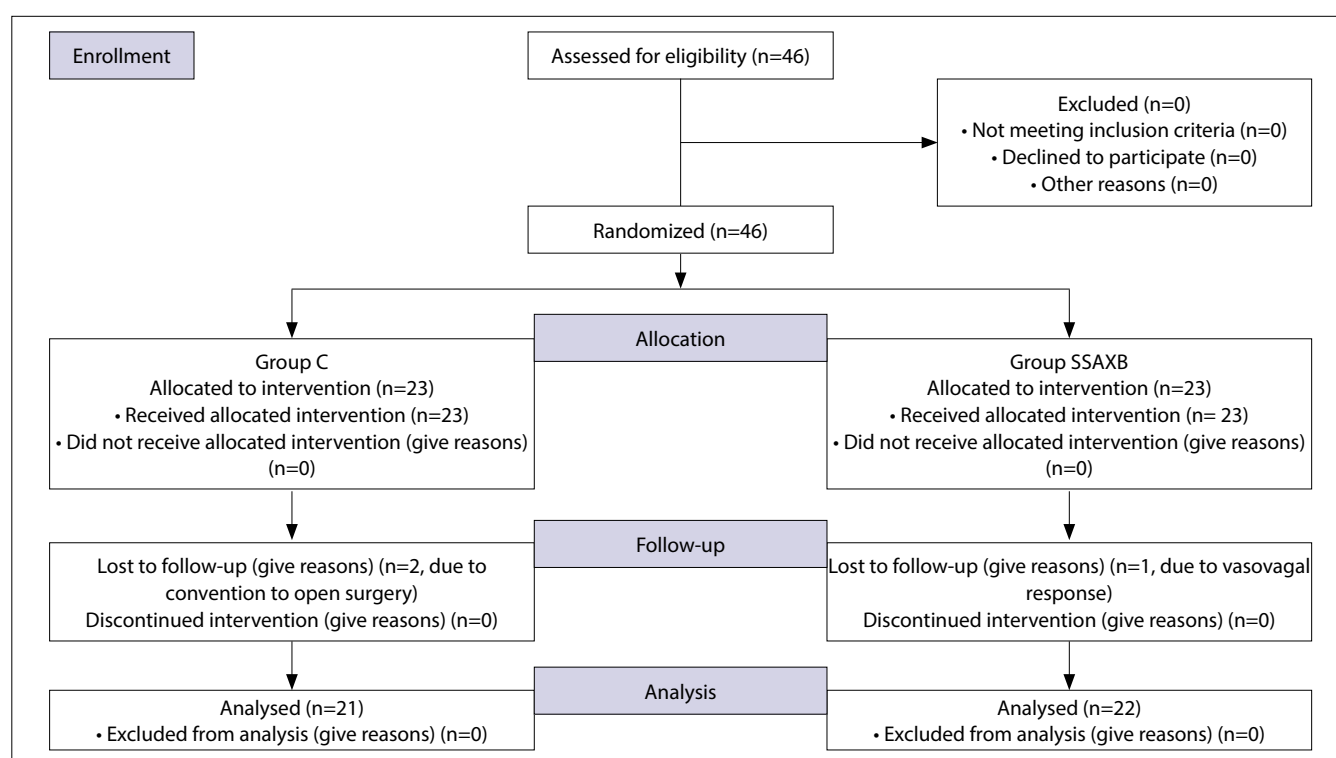 Enrollment
Assessed for eligibility (n=46)
Excluded (n=0)
• Not meeting inclusion criteria (n=0)
• Declined to participate (n=0)
• Other reasons (n=0)
Randomized (n=46)
Allocation
Group C
Allocated to intervention (n=23)
• Received allocated intervention (n=23)
• Did not receive allocated intervention (give reasons)
(n=0)
Group SSAXB
Allocated to intervention (n=23)
• Received allocated intervention (n= 23)
• Did not receive allocated intervention (give reasons)
(n=0)
Follow-up
Lost to follow-up (give reasons) (n=2, due to
convention to open surgery)
Discontinued intervention (give reasons) (n=0)
Lost to follow-up (give reasons) (n=1, due to vasovagal
response)
Discontinued intervention (give reasons) (n=0)
Analysis
Analysed (n=21)
• Excluded from analysis (give reasons) (n=0)
Analysed (n=22)
• Excluded from analysis (give reasons) (n=0)